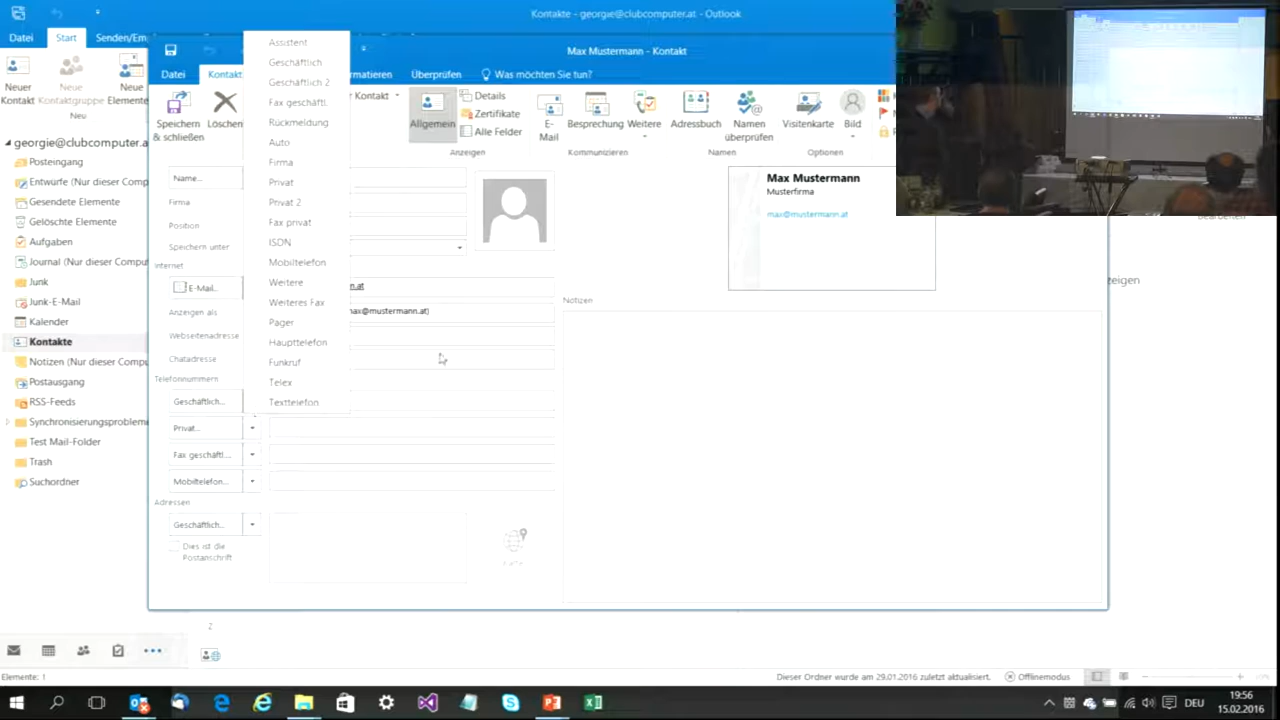 Kontakte - georgie@clubcomputer.at - Outlook
Datei
Start
Senden/Em
Max Mustermann - Kontakt
Datei
Kontakt
rmatieren
Überprüfen
Was möchten Sie tun?
Neuer Kontakt
Neue Kontaktgruppe
Neue Elemente
Neu
Speichern & schließen
Löschen
r Kontakt
Allgemein
Details
Zertifikate
Alle Felder
Anzeigen
E-Mail
Besprechung
Weitere
Kommunizieren
Adressbuch
Namen überprüfen
Namen
Visitenkarte
Bild
Optionen
georgie@clubcomputer.a
Posteingang
Entwürfe (Nur dieser Comp
Gesendete Elemente
Gelöschte Elemente
Aufgaben
Journal (Nur dieser Comput
Junk
Junk-E-Mail
Kalender
Kontakte
Notizen (Nur dieser Compu
Postausgang
RSS-Feeds
Synchronisierungsprobleme
Test Mail-Folder
Trash
Suchordner
Assistent
Geschäftlich
Geschäftlich 2
Fax geschäftl.
Rückmeldung
Auto
Firma
Privat
Privat 2
Fax privat
ISDN
Mobiltelefon
Weitere
Weiteres Fax
Pager
Haupttelefon
Funkruf
Telex
Texttelefon
Name...
Firma
Position
Speichern unter
Internet
E-Mail...
n.at
Anzeigen als
max@mustermann.at)
Webseitenadresse
Chatadresse
Telefonnummern
Geschäftlich...
Privat...
Fax geschäftl...
Mobiltelefon...
Adressen
Geschäftlich...
Dies ist die Postanschrift
Notizen
Max Mustermann
Musterfirma
max@mustermann.at
Bearbeiten
zeigen
Z
Elemente: 1
Dieser Ordner wurde am 29.01.2016 zuletzt aktualisiert.
Offlinemodus
DEU
19:56
15.02.2016